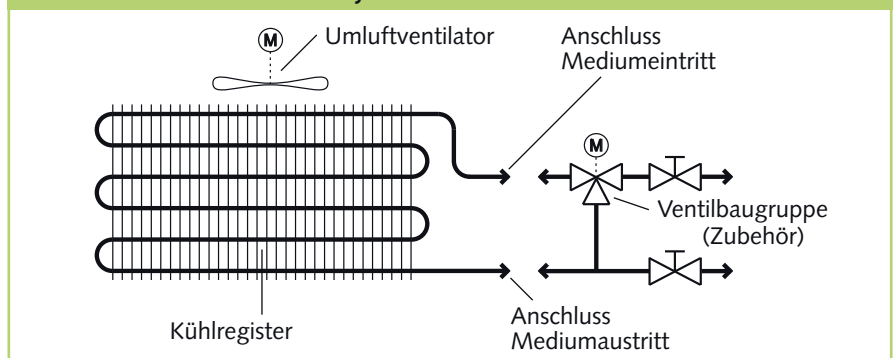 M
Umluftventilator
Anschluss
Mediumeintritt
M
Ventilbaugruppe
(Zubehör)
Kühlregister
Anschluss
Mediumaustritt